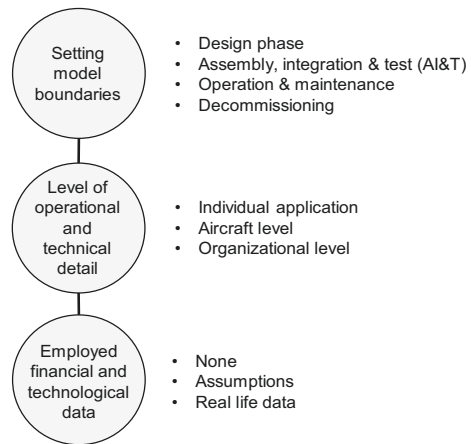 Setting
model
boundaries
• Design phase
• Assembly, integration & test (AI&T)
• Operation & maintenance
• Decommissioning
Level of
operational
and
technical
detail
• Individual application
• Aircraft level
• Organizational level
Employed
financial and
technological
data
• None
• Assumptions
• Real life data